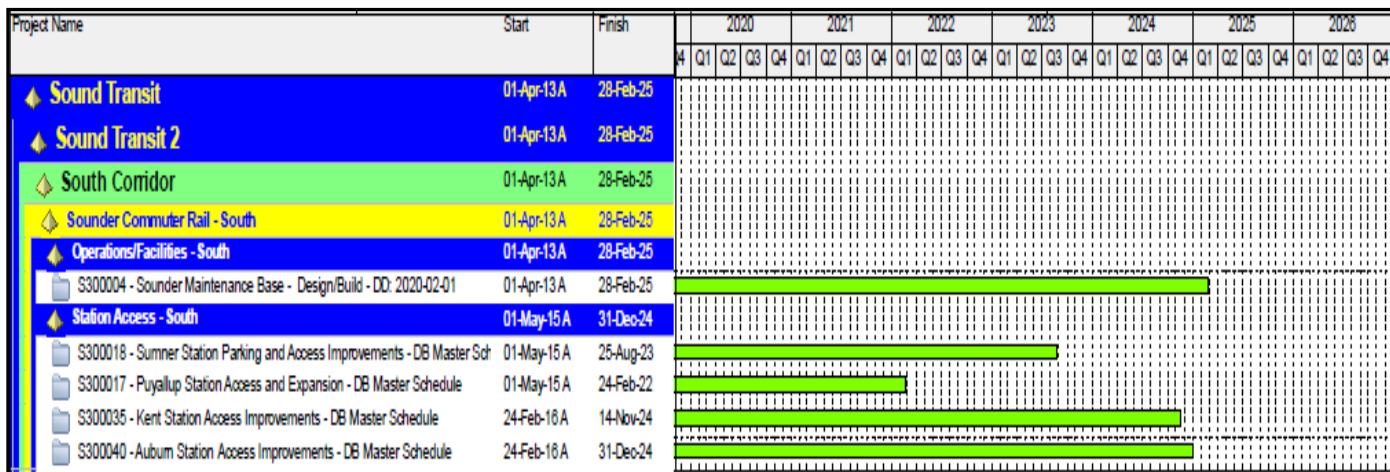 Project Name Start Finish 2020 2021 2022 2023 2024 2025 2026
Q4 Q1 Q2 Q3 Q4 Q1 Q2 Q3 Q4 Q1 Q2 Q3 Q4 Q1 Q2 Q3 Q4 Q1 Q2 Q3 Q4 Q1 Q2 Q3 Q4 Q1 Q2 Q3 Q4
Sound Transit 01-Apr-13 A 28-Feb-25
Sound Transit 2 01-Apr-13 A 28-Feb-25
South Corridor 01-Apr-13 A 28-Feb-25
Sounder Commuter Rail - South 01-Apr-13 A 28-Feb-25
Operations/Facilities - South 01-Apr-13 A 28-Feb-25
S300004 - Sounder Maintenance Base - Design/Build - DD: 2020-02-01 01-Apr-13 A 28-Feb-25
Station Access - South 01-May-15 A 31-Dec-24
S300018 - Sumner Station Parking and Access Improvements - DB Master Sch 01-May-15 A 25-Aug-23
S300017 - Puyallup Station Access and Expansion - DB Master Schedule 01-May-15 A 24-Feb-22
S300035 - Kent Station Access Improvements - DB Master Schedule 24-Feb-16 A 14-Nov-24
S300040 - Auburn Station Access Improvements - DB Master Schedule 24-Feb-16 A 31-Dec-24